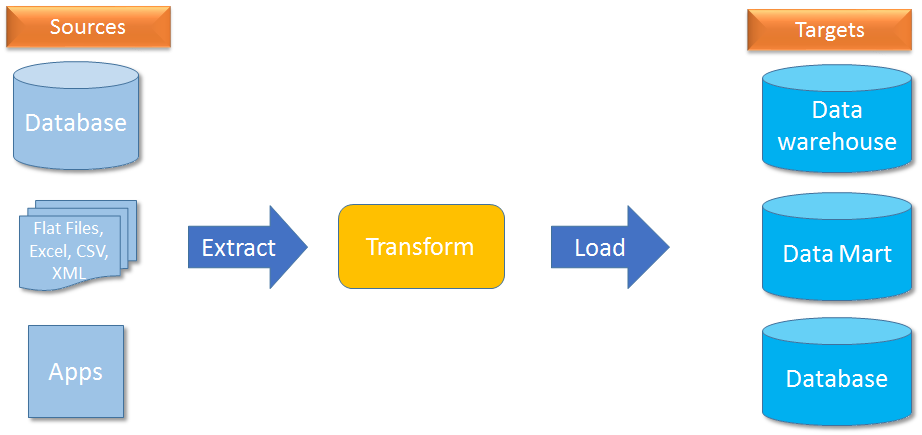 Sources
Targets
Database
Data
warehouse
Flat Files,
Excel, CSV,
XML
Extract
Transform
Load
Data Mart
Apps
Database